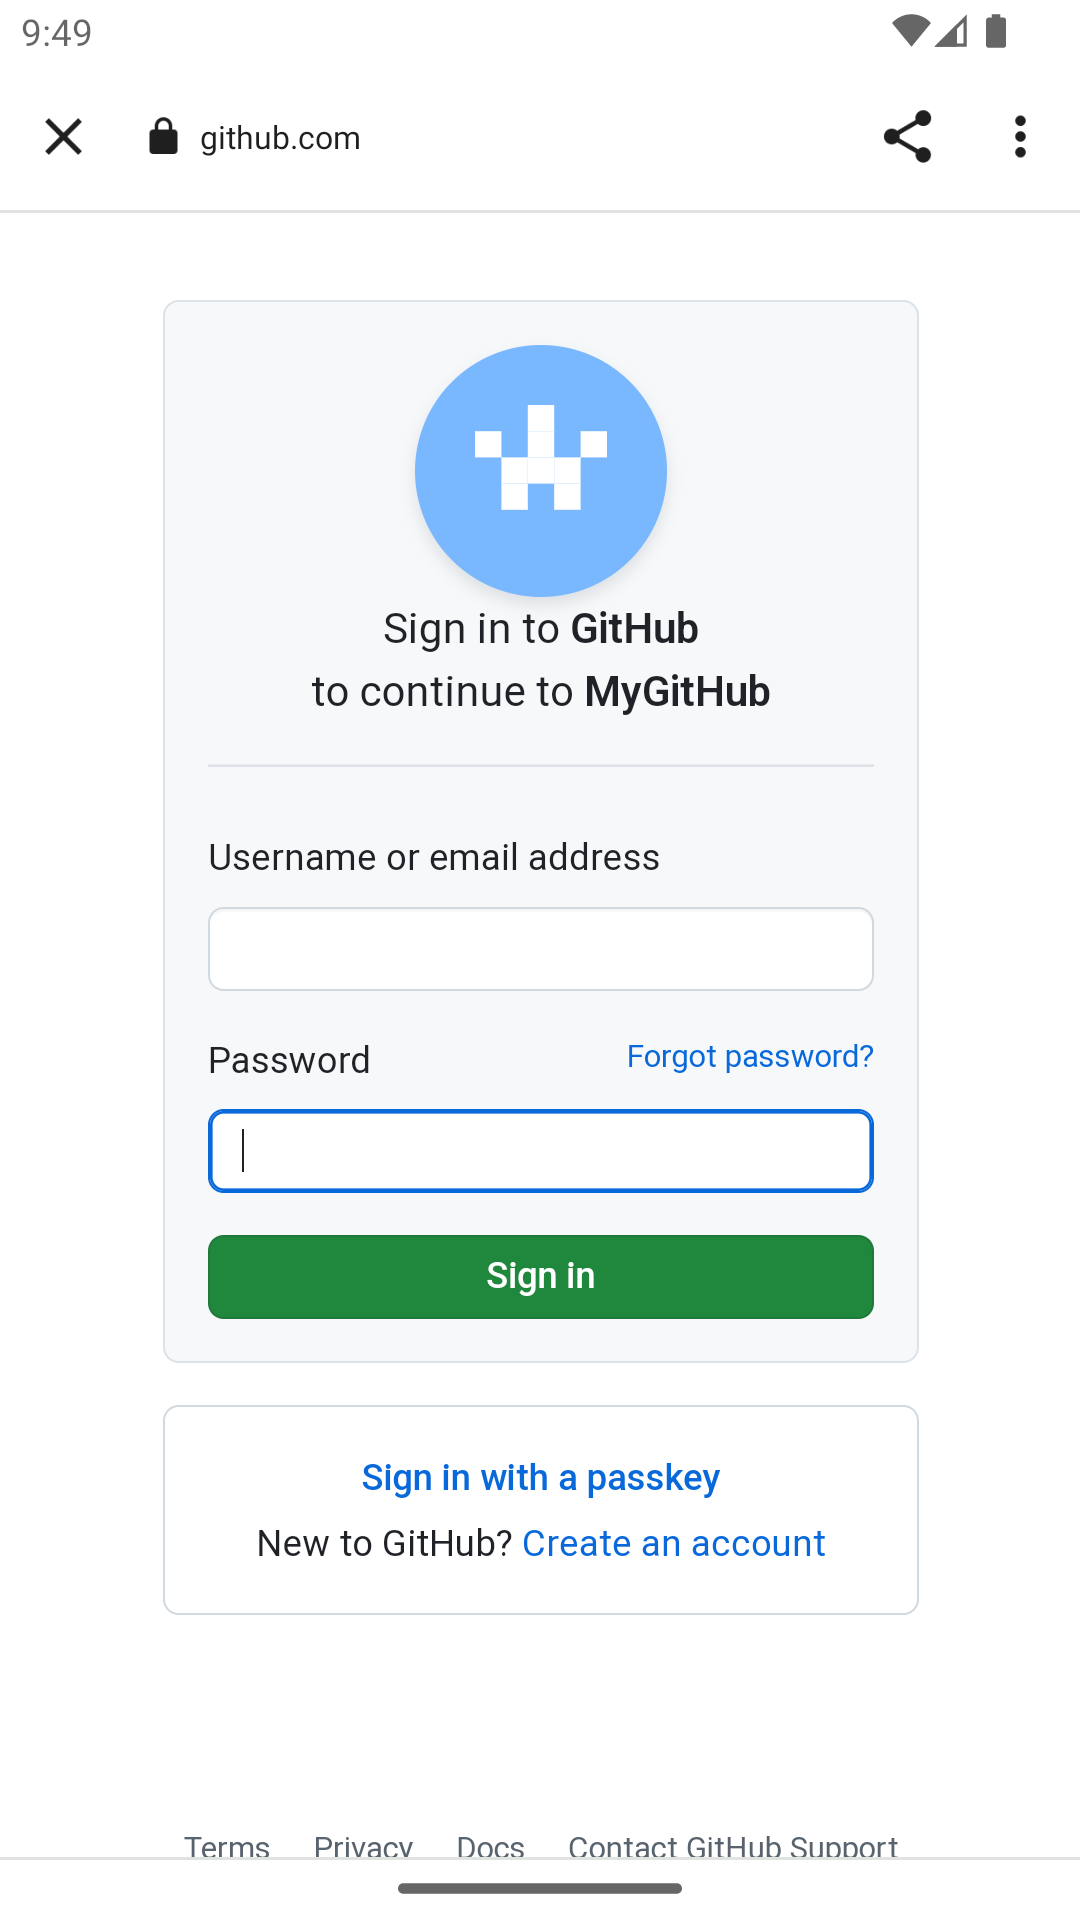 9:49
github.com
Sign in to GitHub
to continue to MyGitHub
Username or email address
Password
Forgot password?
Sign in
Sign in with a passkey
New to GitHub? Create an account
Terms Privacy Docs Contact GitHub Support